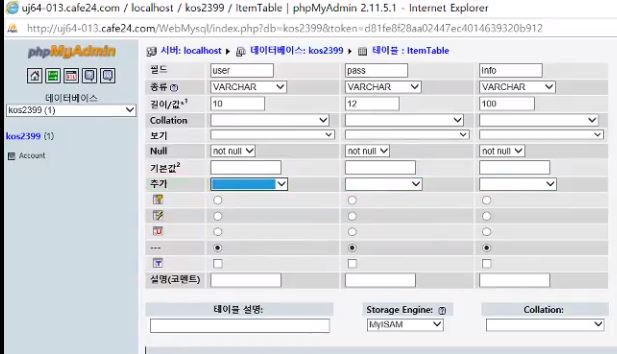 uj64-013.cafe24.com / localhost / kos2399 / ItemTable | phpMyAdmin 2.11.5.1 - Internet Explorer
http://uj64-013.cafe24.com/WebMysql/index.php?db=kos2399&token=d81fe8f28aa02447ec4014639320b912
phpMyAdmin
서버: localhost ▸ 데이터베이스: kos2399 ▸ 테이블 : ItemTable
데이터베이스
kos2399 (1)
kos2399 (1)
Account
필드 user pass Info
종류 VARCHAR VARCHAR VARCHAR
길이/값*1 10 12 100
Collation
보기
Null not null not null not null
기본값2
추가
---
설명(코멘트)
테이블 설명: Storage Engine: Collation:
MyISAM